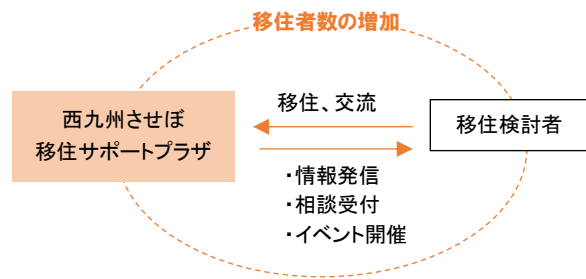 移住者数の増加
西九州させぼ
移住サポートプラザ
移住、交流
移住検討者
・情報発信
・相談受付
・イベント開催